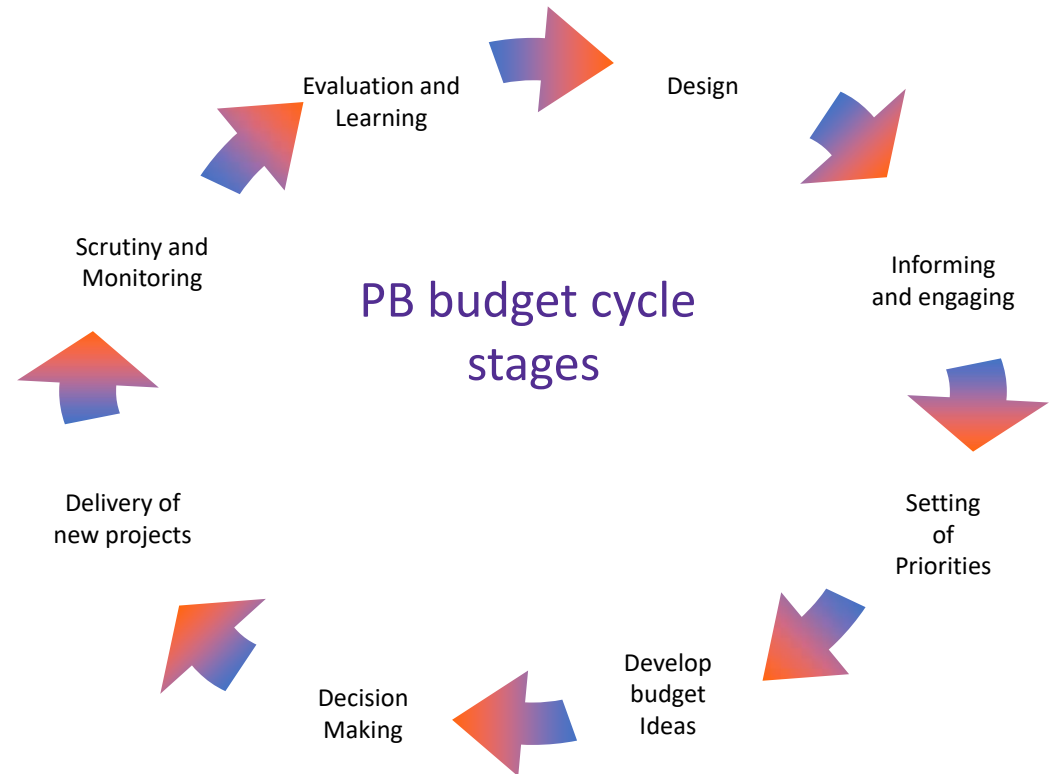 PB budget cycle
stages
Design
Informing
and engaging
Setting
of
Priorities
Develop
budget
Ideas
Decision
Making
Delivery of
new projects
Scrutiny and
Monitoring
Evaluation and
Learning